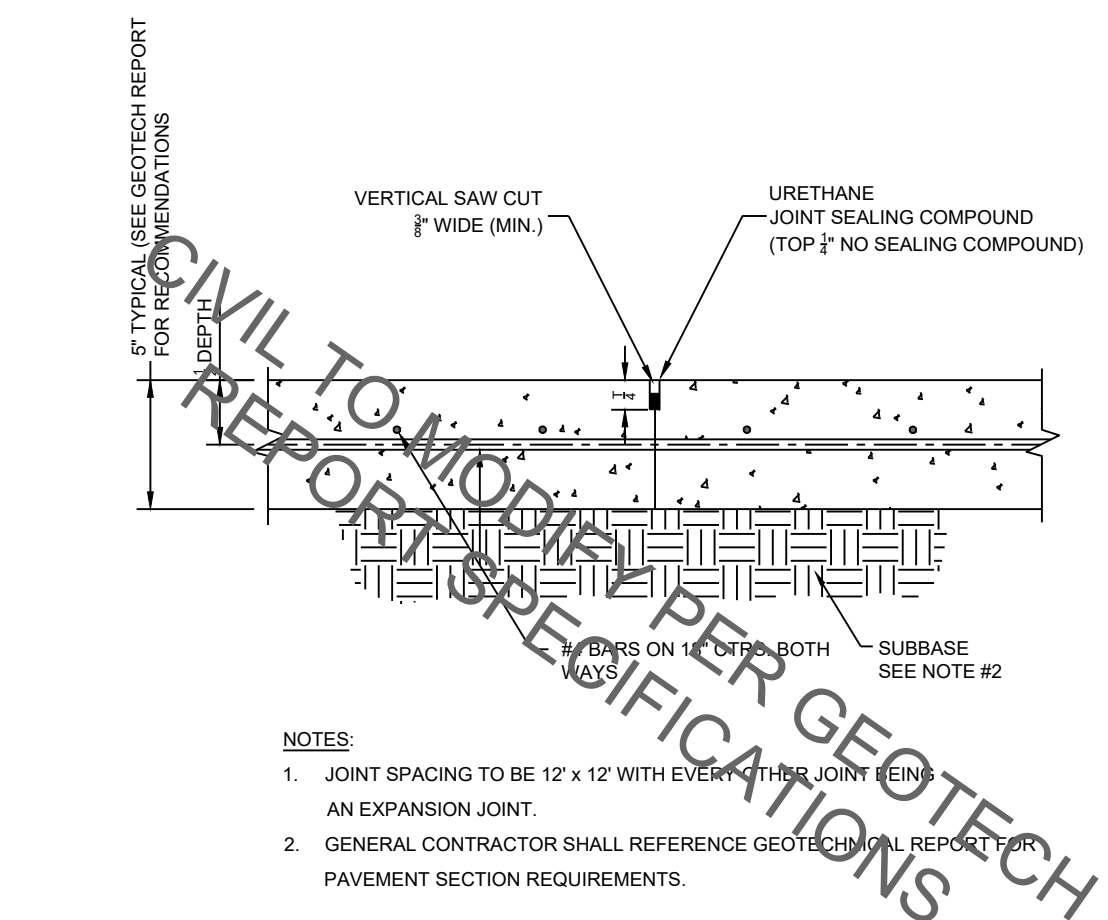 5" TYPICAL (SEE GEOTECH REPORT
FOR RECOMMENDATIONS
DEPTH
VERTICAL SAW CUT
3/8" WIDE (MIN.)
URETHANE
JOINT SEALING COMPOUND
(TOP 1/4" NO SEALING COMPOUND)
T/4
#4 BARS ON 18" CTRS. BOTH
WAYS
SUBBASE
SEE NOTE #2
CIVIL TO MODIFY PER GEOTECH
REPORT SPECIFICATIONS
NOTES:
1. JOINT SPACING TO BE 12' x 12' WITH EVERY OTHER JOINT BEING
AN EXPANSION JOINT.
2. GENERAL CONTRACTOR SHALL REFERENCE GEOTECHNICAL REPORT FOR
PAVEMENT SECTION REQUIREMENTS.